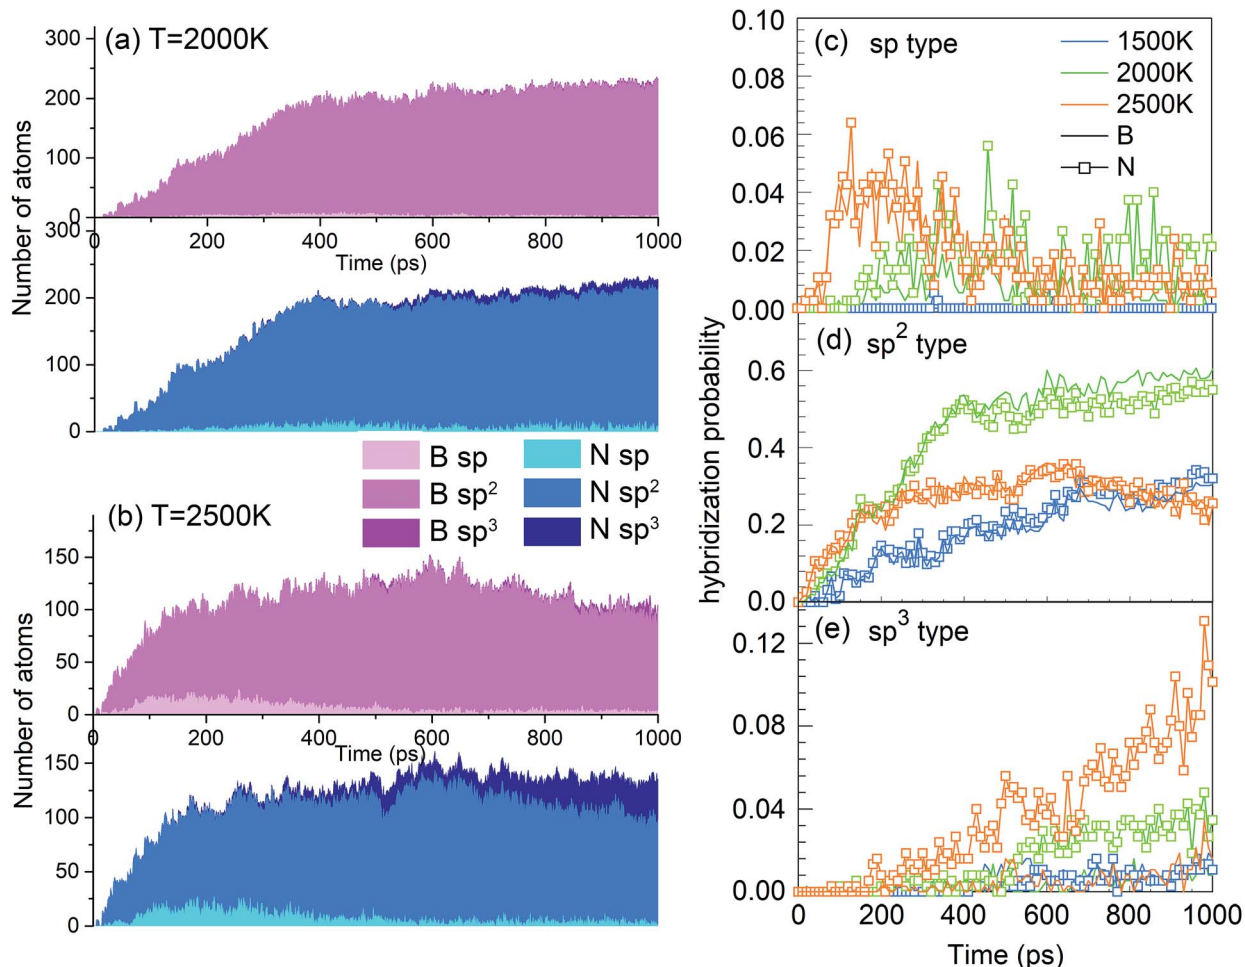 (a) T=2000K
Number of atoms
300
200
100
0
0 200 400 600 800 1000
Time (ps)
300
200
100
0
B sp N sp
B sp² N sp²
B sp³ N sp³
(b) T=2500K
Number of atoms
150
100
50
0
0 200 400 600 800 1000
Time (ps)
150
100
50
0
(c) sp type
1500K
2000K
2500K
B
N
0.10
0.08
0.06
0.04
0.02
0.00
hybridization probability
(d) sp² type
0.6
0.4
0.2
0.0
(e) sp³ type
0.12
0.08
0.04
0.00
0 200 400 600 800 1000
Time (ps)